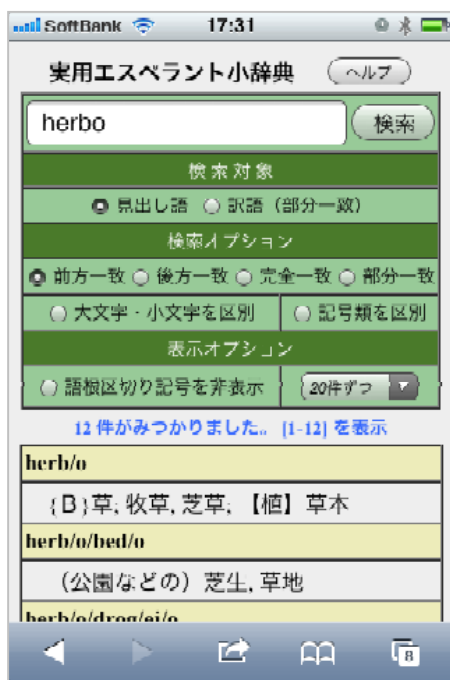 SoftBank 17:31
実用エスペラント小辞典 ヘルプ
herbo 検索
検索対象
見出し語 訳語（部分一致）
検索オプション
前方一致 後方一致 完全一致 部分一致
大文字・小文字を区別 記号類を区別
表示オプション
語根区切り記号を非表示 20件ずつ
12 件がみつかりました。 [1-12] を表示
herb/o
{B}草; 牧草, 芝草; 【植】草本
herb/o/bed/o
（公園などの）芝生, 草地
herb/o/drog/ej/o
8